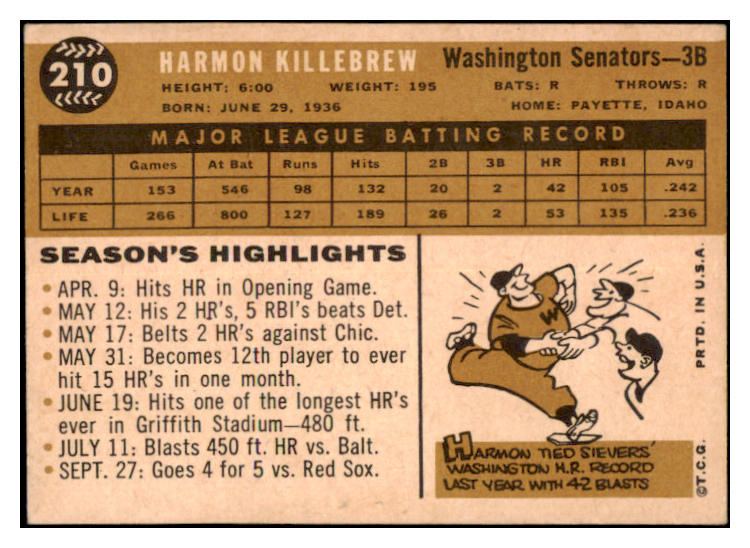 210
HARMON KILLEBREW Washington Senators—3B
HEIGHT: 6:00 WEIGHT: 195 BATS: R THROWS: R
BORN: JUNE 29, 1936 HOME: PAYETTE, IDAHO
MAJOR LEAGUE BATTING RECORD
Games At Bat Runs Hits 2B 3B HR RBI Avg
YEAR 153 546 98 132 20 2 42 105 .242
LIFE 266 800 127 189 26 2 53 135 .236
SEASON'S HIGHLIGHTS
• APR. 9: Hits HR in Opening Game.
• MAY 12: His 2 HR's, 5 RBI's beats Det.
• MAY 17: Belts 2 HR's against Chic.
• MAY 31: Becomes 12th player to ever
hit 15 HR's in one month.
• JUNE 19: Hits one of the longest HR's
ever in Griffith Stadium—480 ft.
• JULY 11: Blasts 450 ft. HR vs. Balt.
• SEPT. 27: Goes 4 for 5 vs. Red Sox.
W
HARMON TIED SIEVERS'
WASHINGTON H.R. RECORD
LAST YEAR WITH 42 BLASTS
©T.C.G. PRTD. IN U.S.A.